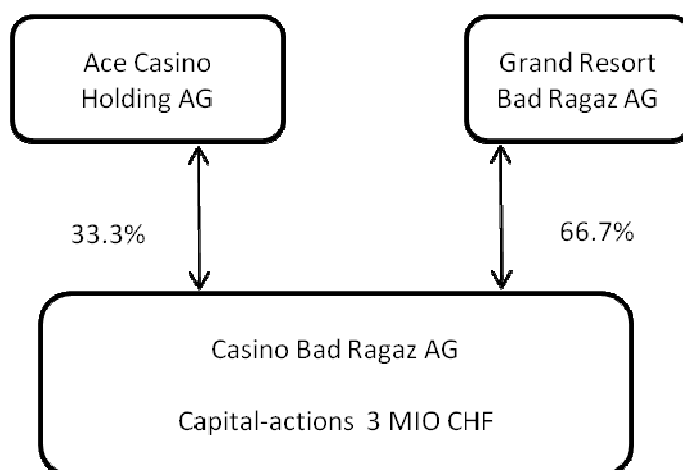 Ace Casino
Holding AG
Grand Resort
Bad Ragaz AG
33.3%
66.7%
Casino Bad Ragaz AG
Capital-actions 3 MIO CHF